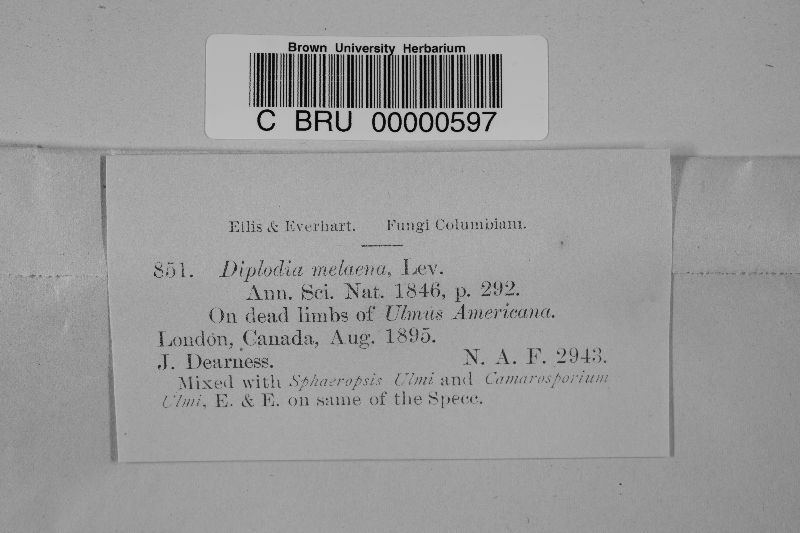 Brown University Herbarium
C BRU 00000597
Ellis & Everhart. Fungi Columbiani.
851. Diplodia melaena, Lev.
Ann. Sci. Nat. 1846, p. 292.
On dead limbs of Ulmus Americana.
London, Canada, Aug. 1895.
J. Dearness. N. A. F. 2943.
Mixed with Sphaeropsis Ulmi and Camarosporium
Ulmi, E. & E. on same of the Specc.